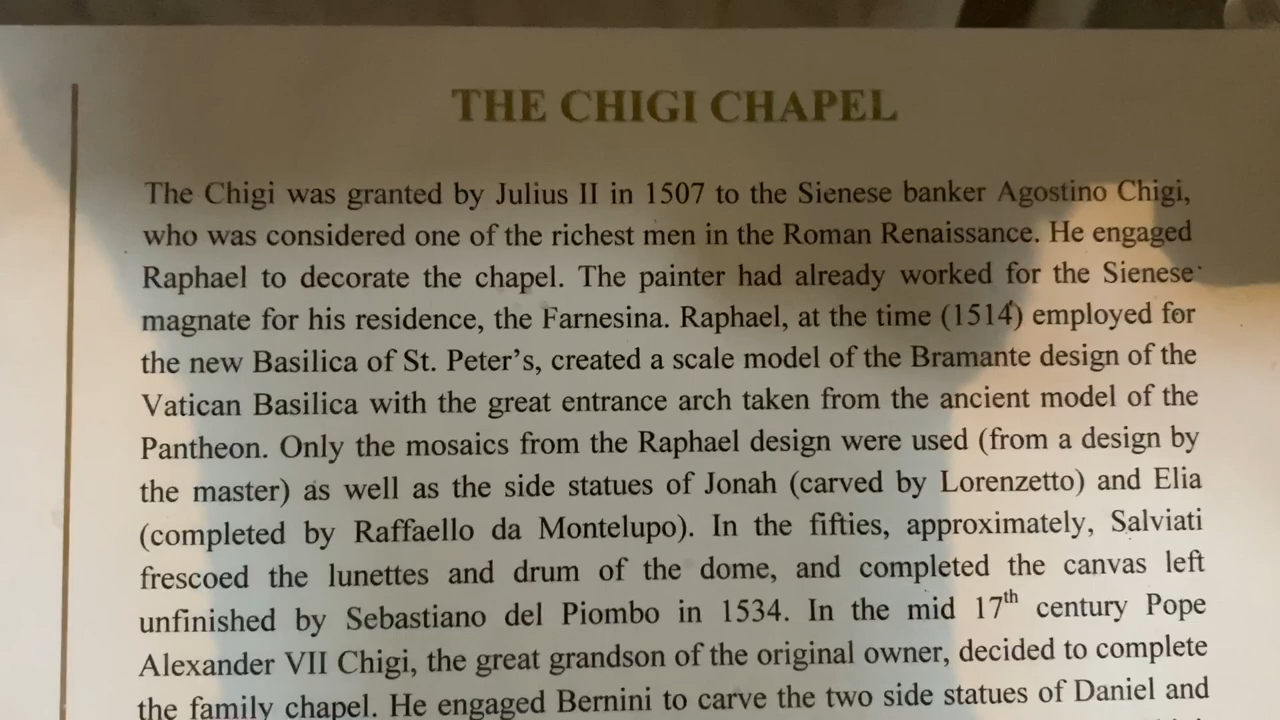 THE CHIGI CHAPEL
The Chigi was granted by Julius II in 1507 to the Sienese banker Agostino Chigi,
who was considered one of the richest men in the Roman Renaissance. He engaged
Raphael to decorate the chapel. The painter had already worked for the Sienese
magnate for his residence, the Farnesina. Raphael, at the time (1514) employed for
the new Basilica of St. Peter’s, created a scale model of the Bramante design of the
Vatican Basilica with the great entrance arch taken from the ancient model of the
Pantheon. Only the mosaics from the Raphael design were used (from a design by
the master) as well as the side statues of Jonah (carved by Lorenzetto) and Elia
(completed by Raffaello da Montelupo). In the fifties, approximately, Salviati
frescoed the lunettes and drum of the dome, and completed the canvas left
unfinished by Sebastiano del Piombo in 1534. In the mid 17th century Pope
Alexander VII Chigi, the great grandson of the original owner, decided to complete
the family chapel. He engaged Bernini to carve the two side statues of Daniel and